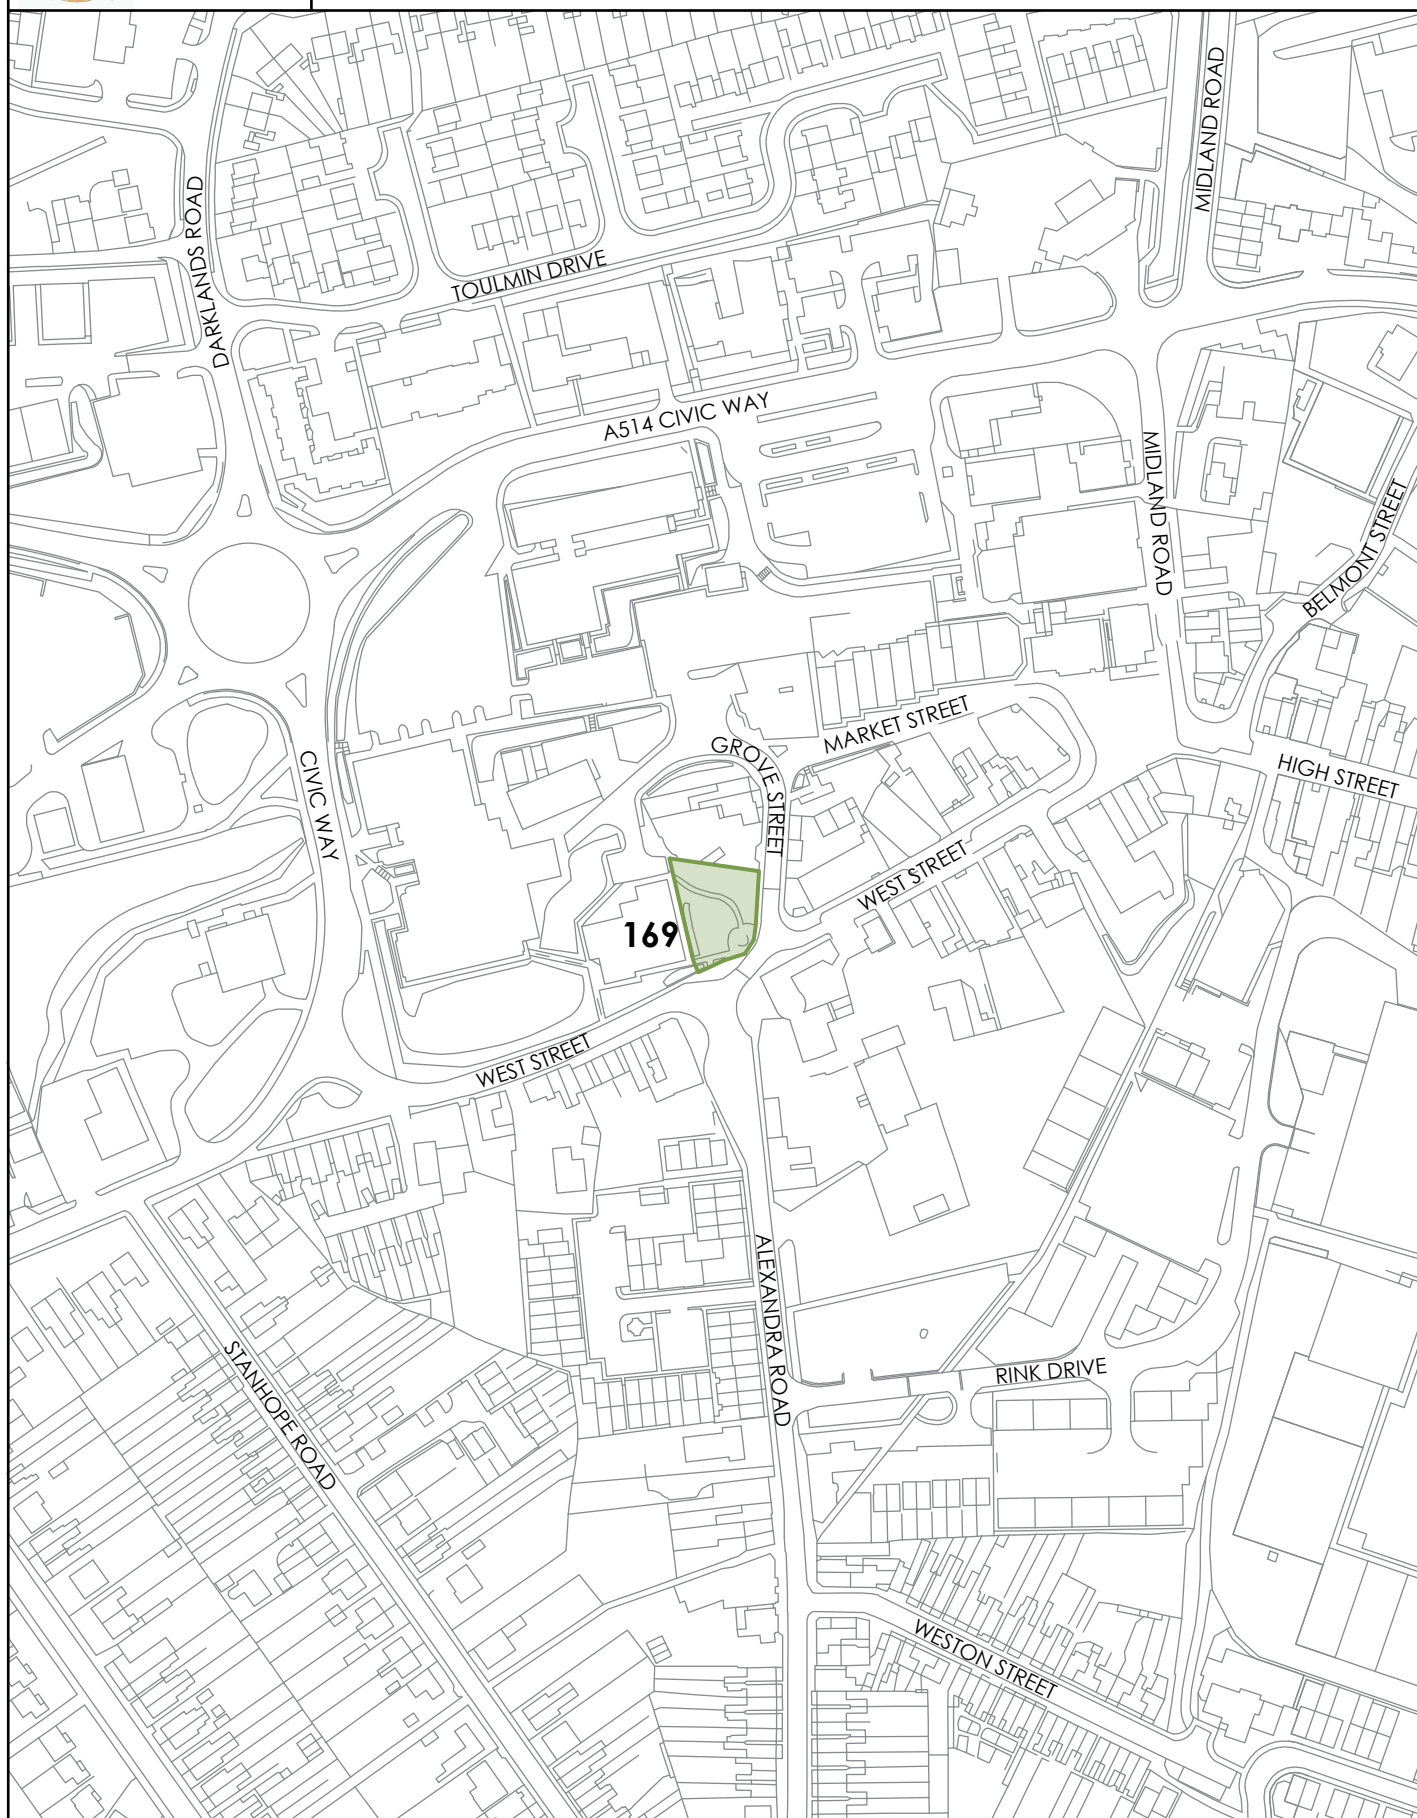 MIDLAND ROAD
DARKLANDS ROAD
TOULMIN DRIVE
A514 CIVIC WAY
MIDLAND ROAD
BELMONT STREET
MARKET STREET
GROVE STREET
CIVIC WAY
HIGH STREET
WEST STREET
169
WEST STREET
ALEXANDRA ROAD
STANHOPE ROAD
RINK DRIVE
WESTON STREET